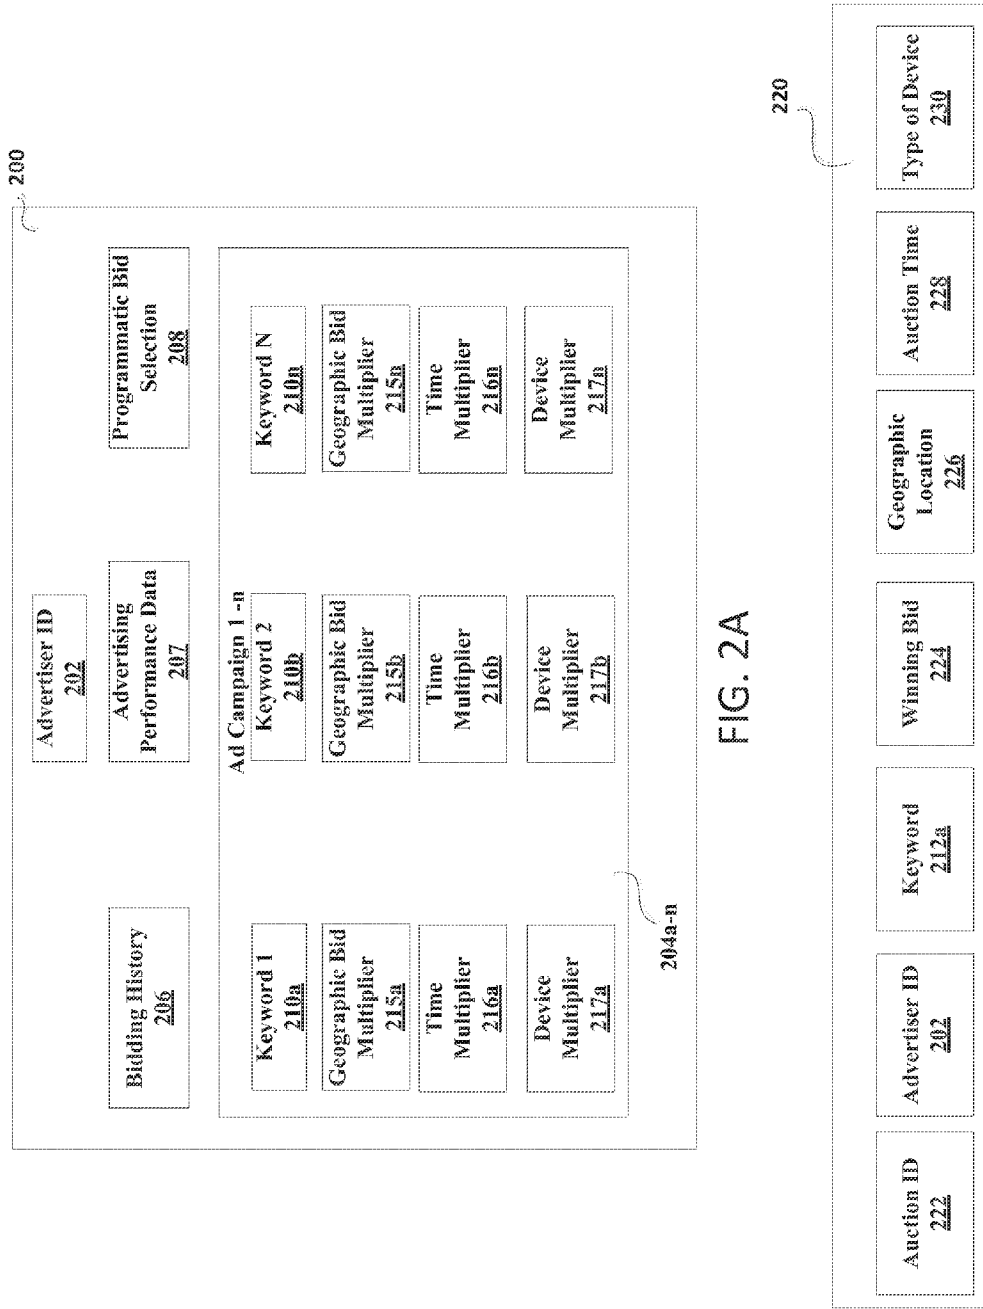 200
Advertiser ID
202
Bidding History
206
Advertising
Performance Data
207
Programmatic Bid
Selection
208
Ad Campaign 1 -n
Keyword 1
210a
Keyword 2
210b
Keyword N
210n
Geographic Bid
Multiplier
215a
Geographic Bid
Multiplier
215b
Geographic Bid
Multiplier
215n
Time
Multiplier
216a
Time
Multiplier
216b
Time
Multiplier
216n
Device
Multiplier
217a
Device
Multiplier
217b
Device
Multiplier
217n
204a-n
FIG. 2A
220
Auction ID
222
Advertiser ID
202
Keyword
212a
Winning Bid
224
Geographic
Location
226
Auction Time
228
Type of Device
230